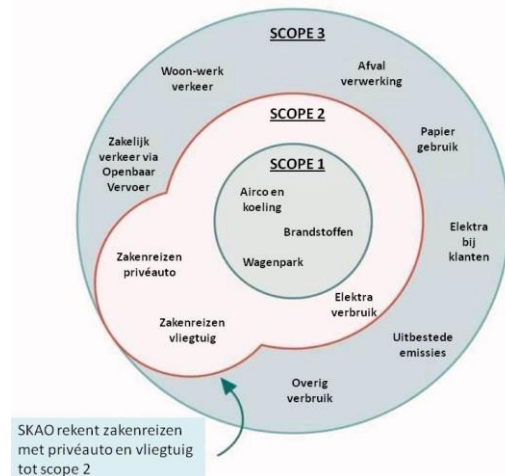 SCOPE 3
Woon-werk
verkeer
Afval
verwerking
SCOPE 2
Zakelijk
verkeer via
Openbaar
Vervoer
Papier
gebruik
SCOPE 1
Airco en
koeling
Brandstoffen
Wagenpark
Elektra
bij
klanten
Zakenreizen
privéauto
Elektra
verbruik
Zakenreizen
vliegtuig
Uitbestede
emissies
Overig
verbruik
SKAO rekent zakenreizen
met privéauto en vliegtuig
tot scope 2